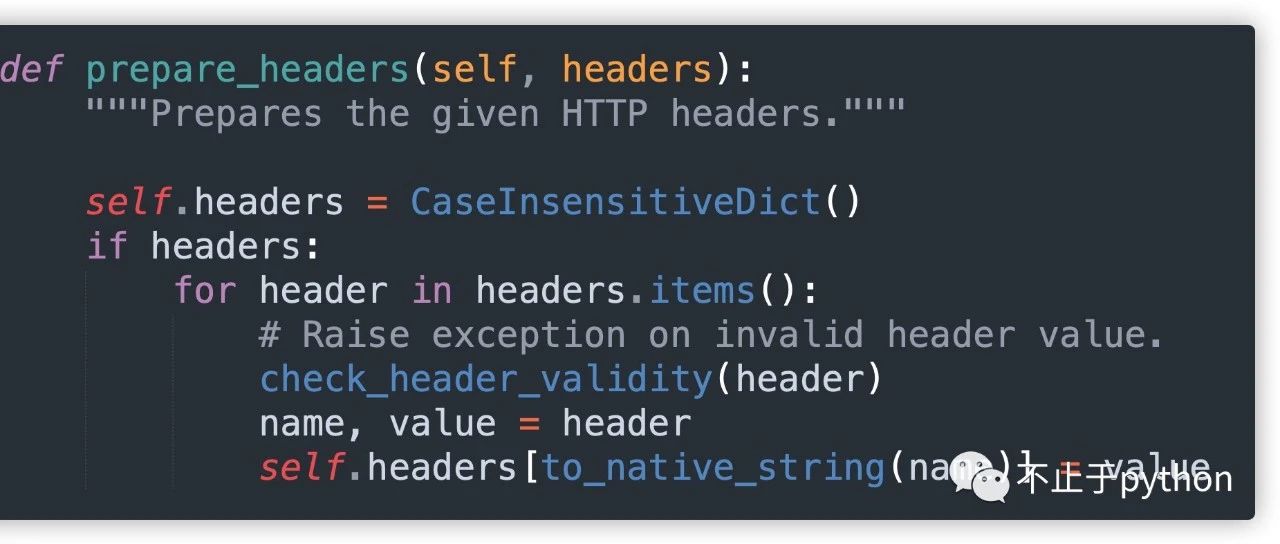 def prepare_headers(self, headers):
    """Prepares the given HTTP headers."""
    self.headers = CaseInsensitiveDict()
    if headers:
        for header in headers.items():
            # Raise exception on invalid header value.
            check_header_validity(header)
            name, value = header
            self.headers[to_native_string(name)] = value
不止于python